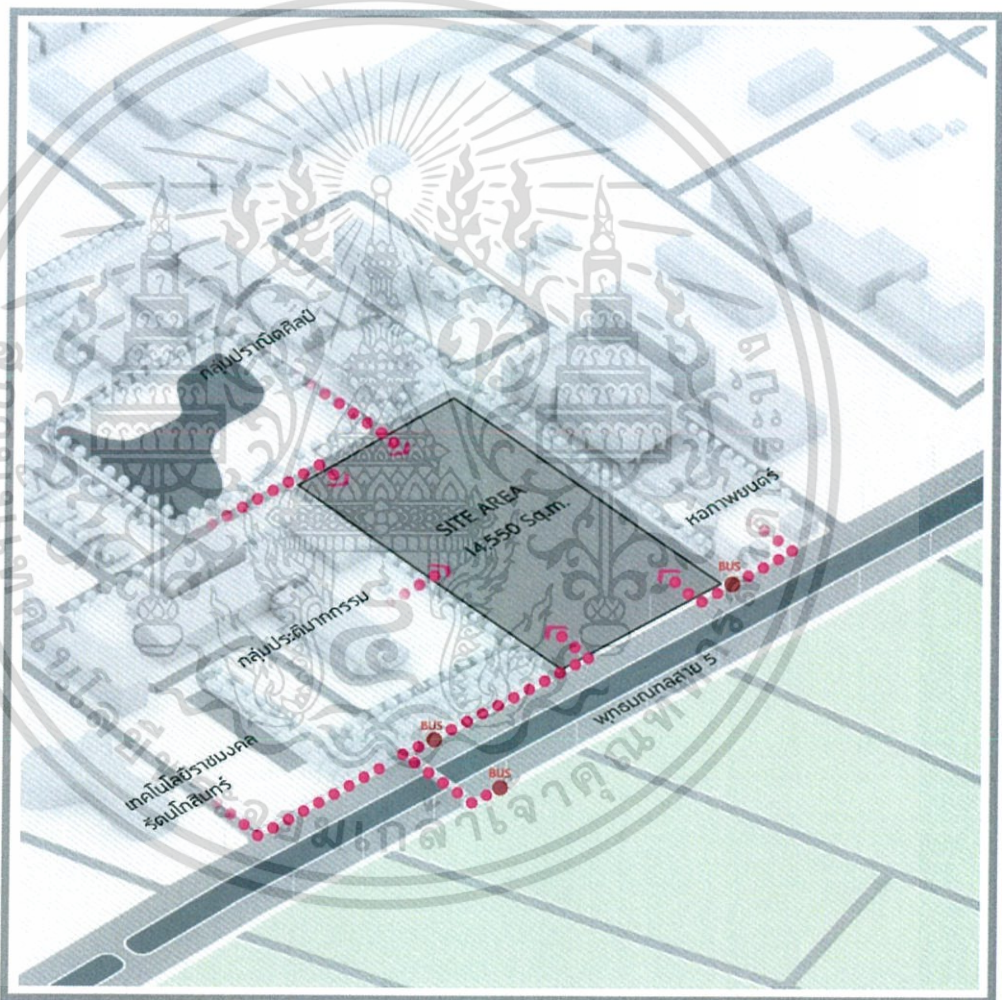 กลุ่มปราณีตศิลป์
SITE AREA
14,550 Sq.m.
หอภาพยนตร์
BUS
กลุ่มประติมากรรม
พุทธมณฑลสาย 5
BUS
BUS
เทคโนโลยีราชมงคล
รัตนโกสินทร์